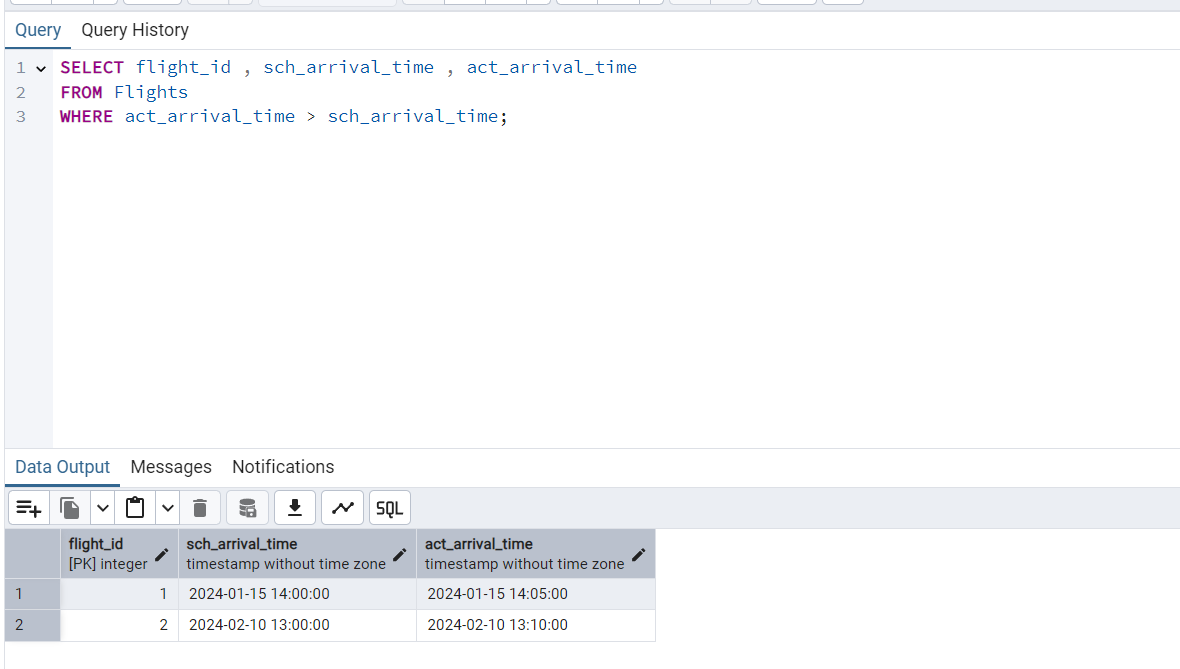 Query Query History
1 SELECT flight_id , sch_arrival_time , act_arrival_time
2 FROM Flights
3 WHERE act_arrival_time > sch_arrival_time;
Data Output Messages Notifications
SQL
flight_id sch_arrival_time act_arrival_time
[PK] integer timestamp without time zone timestamp without time zone
1 1 2024-01-15 14:00:00 2024-01-15 14:05:00
2 2 2024-02-10 13:00:00 2024-02-10 13:10:00